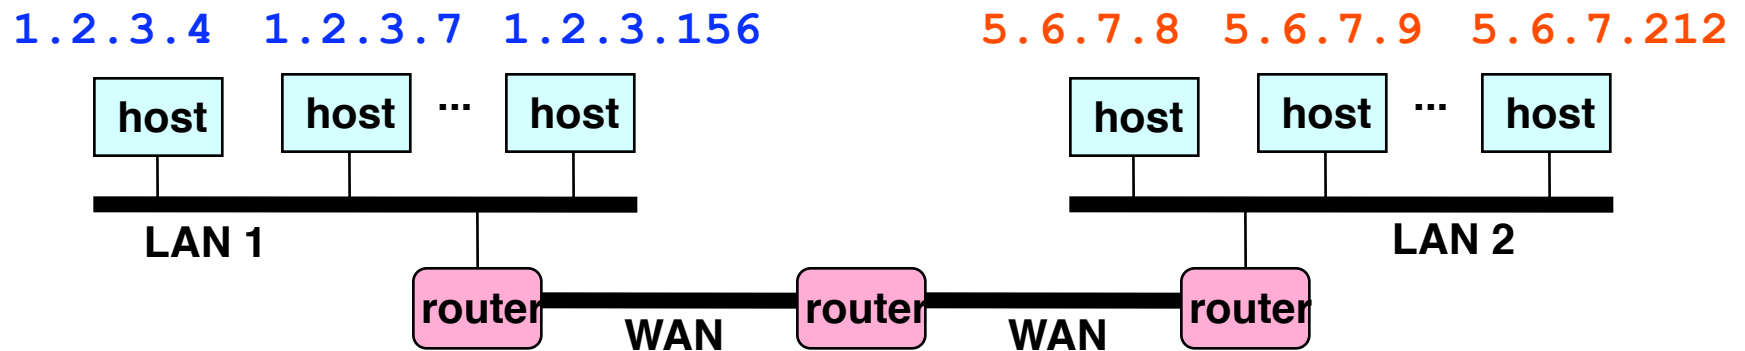 1.2.3.4 1.2.3.7 1.2.3.156 5.6.7.8 5.6.7.9 5.6.7.212
host host ... host host host ... host
LAN 1 LAN 2
router router router
WAN WAN